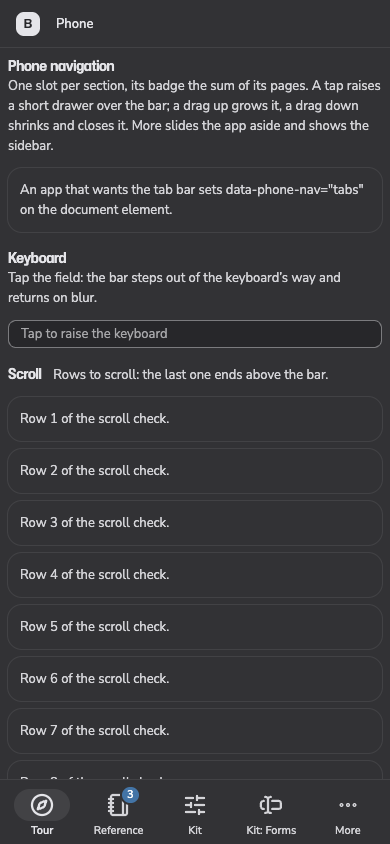 B Phone
Phone navigation
One slot per section, its badge the sum of its pages. A tap raises
a short drawer over the bar; a drag up grows it, a drag down
shrinks and closes it. More slides the app aside and shows the
sidebar.
An app that wants the tab bar sets data-phone-nav="tabs"
on the document element.
Keyboard
Tap the field: the bar steps out of the keyboard's way and
returns on blur.
Tap to raise the keyboard
Scroll Rows to scroll: the last one ends above the bar.
Row 1 of the scroll check.
Row 2 of the scroll check.
Row 3 of the scroll check.
Row 4 of the scroll check.
Row 5 of the scroll check.
Row 6 of the scroll check.
Row 7 of the scroll check.
3
Tour Reference Kit Kit: Forms More